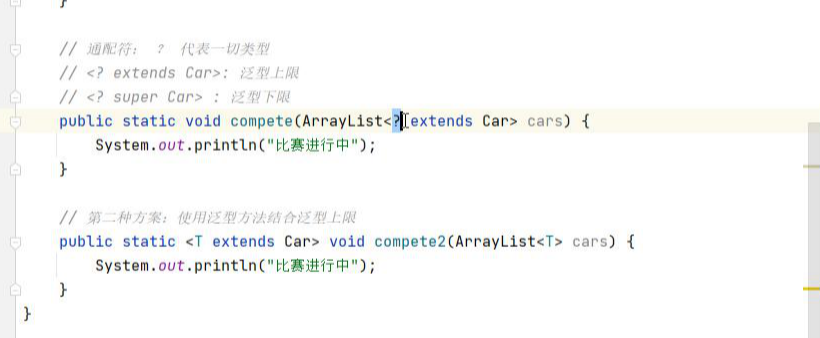 }
// 通配符： ? 代表一切类型
// <? extends Car>: 泛型上限
// <? super Car> : 泛型下限
public static void compete(ArrayList<? extends Car> cars) {
System.out.println("比赛进行中");
}
// 第二种方案：使用泛型方法结合泛型上限
public static <T extends Car> void compete2(ArrayList<T> cars) {
System.out.println("比赛进行中");
}
}